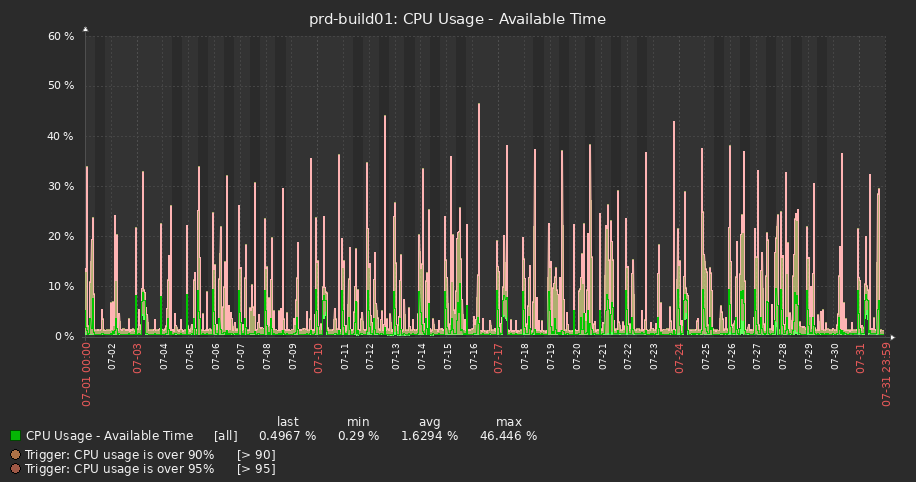 prd-build01: CPU Usage - Available Time
60 %
50 %
40 %
30 %
20 %
10 %
0 %
07-01 00:00 07-02 07-03 07-04 07-05 07-06 07-07 07-08 07-09 07-10 07-11 07-12 07-13 07-14 07-15 07-16 07-17 07-18 07-19 07-20 07-21 07-22 07-23 07-24 07-25 07-26 07-27 07-28 07-29 07-30 07-31 07-31 23:59
last min avg max
CPU Usage - Available Time [all] 0.4967 % 0.29 % 1.6294 % 46.446 %
Trigger: CPU usage is over 90% [> 90]
Trigger: CPU usage is over 95% [> 95]